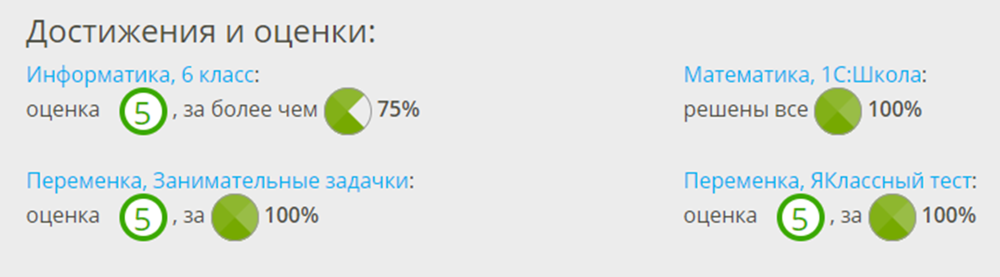 Достижения и оценки:
Информатика, 6 класс:
оценка 5 , за более чем 75%
Математика, 1С:Школа:
решены все 100%
Переменка, Занимательные задачки:
оценка 5 , за 100%
Переменка, ЯКлассный тест:
оценка 5 , за 100%